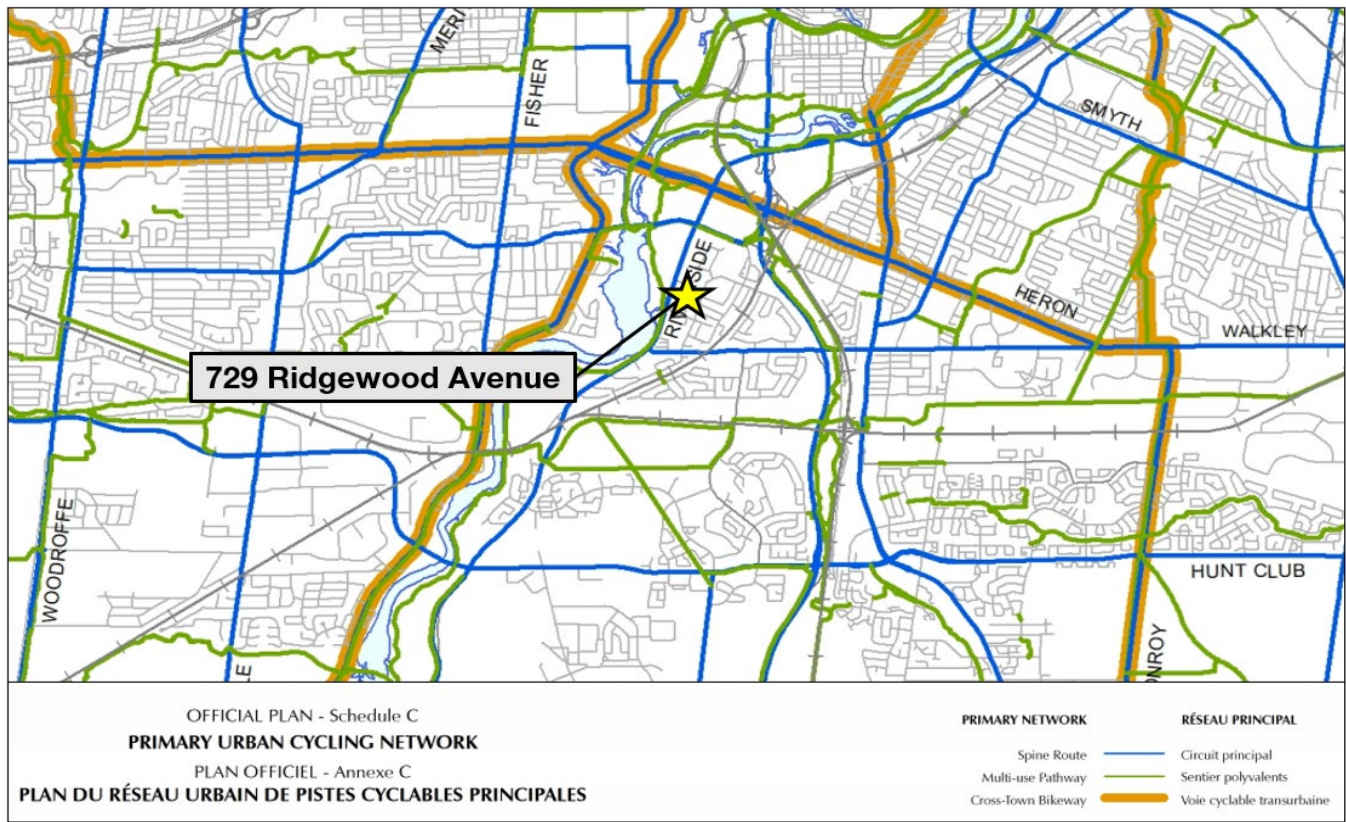 MERI
FISHER
SMYTH
HERON
WALKLEY
729 Ridgewood Avenue
WOODROFFE
HUNT CLUB
LE
NROY
OFFICIAL PLAN - Schedule C
PRIMARY URBAN CYCLING NETWORK
PLAN OFFICIEL - Annexe C
PLAN DU RÉSEAU URBAIN DE PISTES CYCLABLES PRINCIPALES
PRIMARY NETWORK RÉSEAU PRINCIPAL
Spine Route Circuit principal
Multi-use Pathway Sentier polyvalents
Cross-Town Bikeway Voie cyclable transurbaine